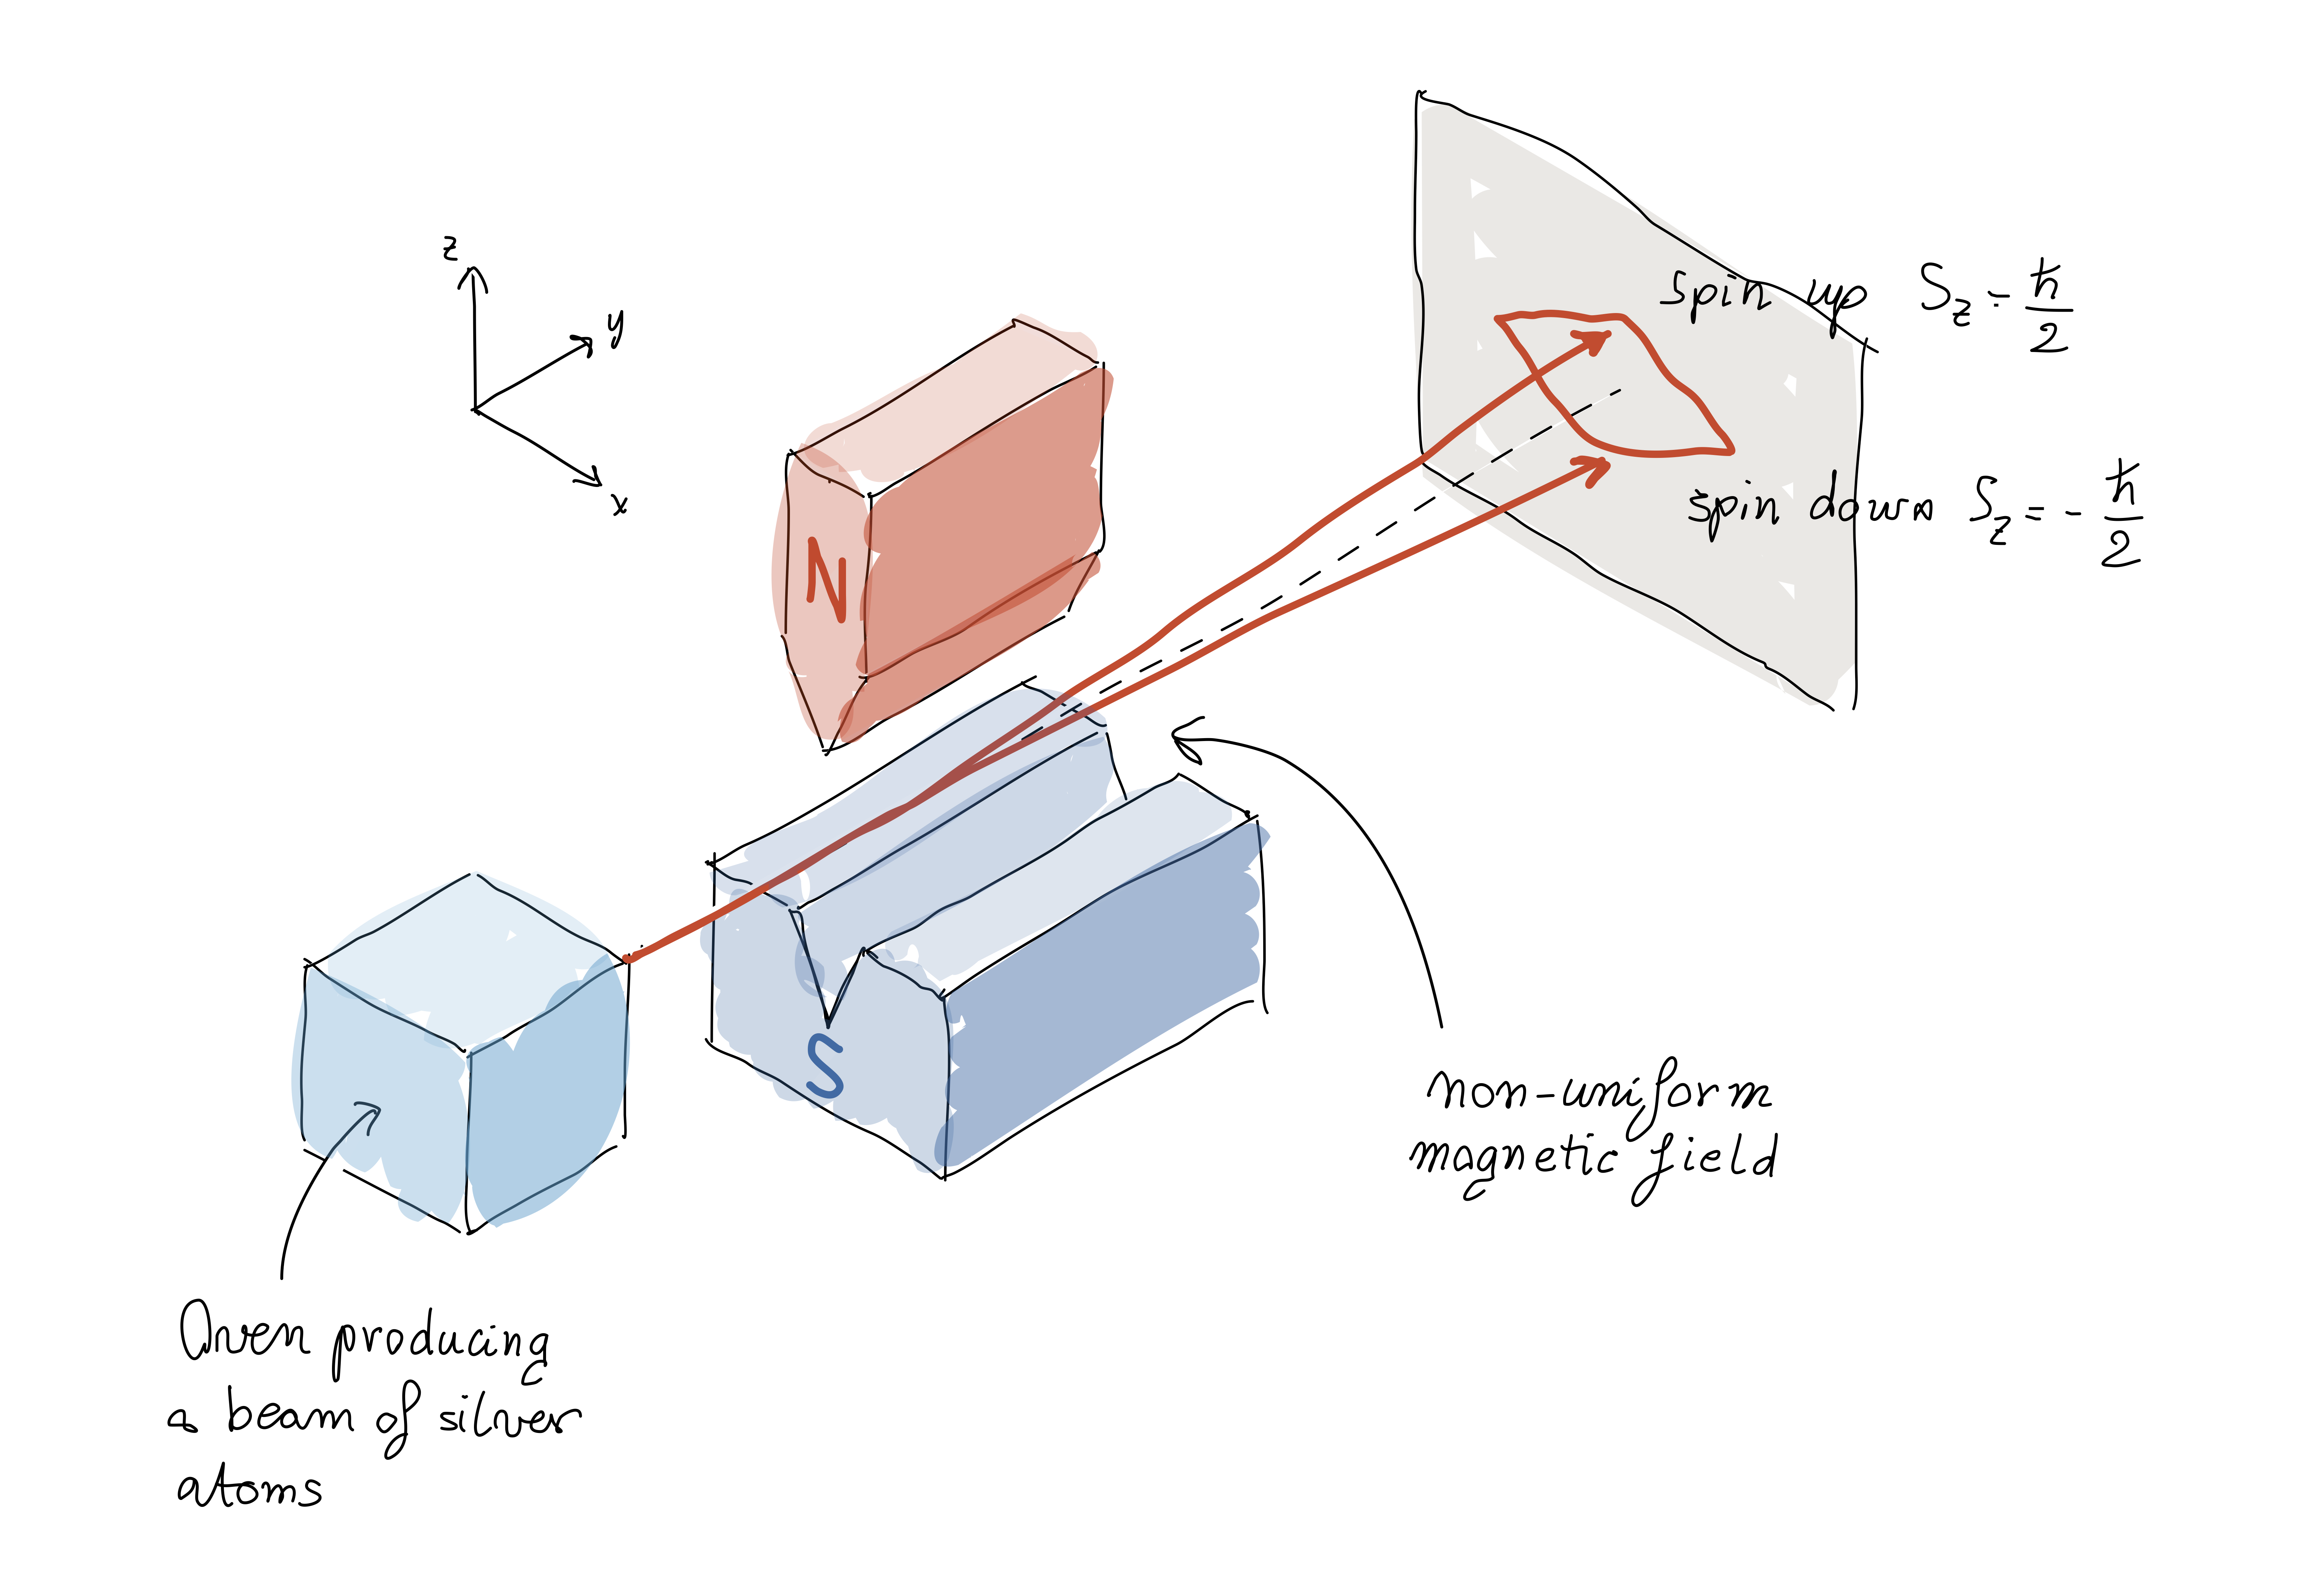 z
y
x
Spin up S_z = ħ/2
spin down S_z = - ħ/2
N
S
non-uniform
magnetic field
Oven producing
a beam of silver
atoms